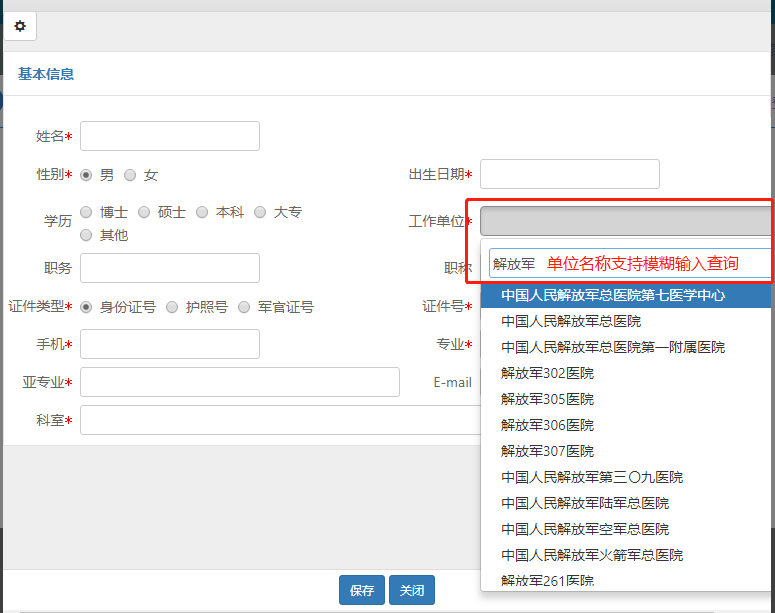 基本信息
姓名*
性别* 男 女 出生日期*
学历 博士 硕士 本科 大专 工作单位*
其他
职务 职称 解放军 单位名称支持模糊输入查询
中国人民解放军总医院第七医学中心
证件类型* 身份证号 护照号 军官证号 证件号*
中国人民解放军总医院
手机* 专业* 中国人民解放军总医院第一附属医院
解放军302医院
亚专业* E-mail
解放军305医院
科室* 解放军306医院
解放军307医院
中国人民解放军第三〇九医院
中国人民解放军陆军总医院
中国人民解放军空军总医院
中国人民解放军火箭军总医院
解放军261医院
保存 关闭